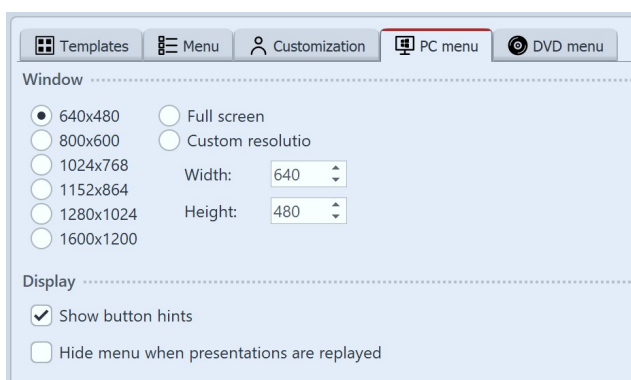 Templates Menu Customization PC menu DVD menu
Window
640x480 Full screen
800x600 Custom resolutio
1024x768
Width: 640
1152x864
Height: 480
1280x1024
1600x1200
Display
Show button hints
Hide menu when presentations are replayed